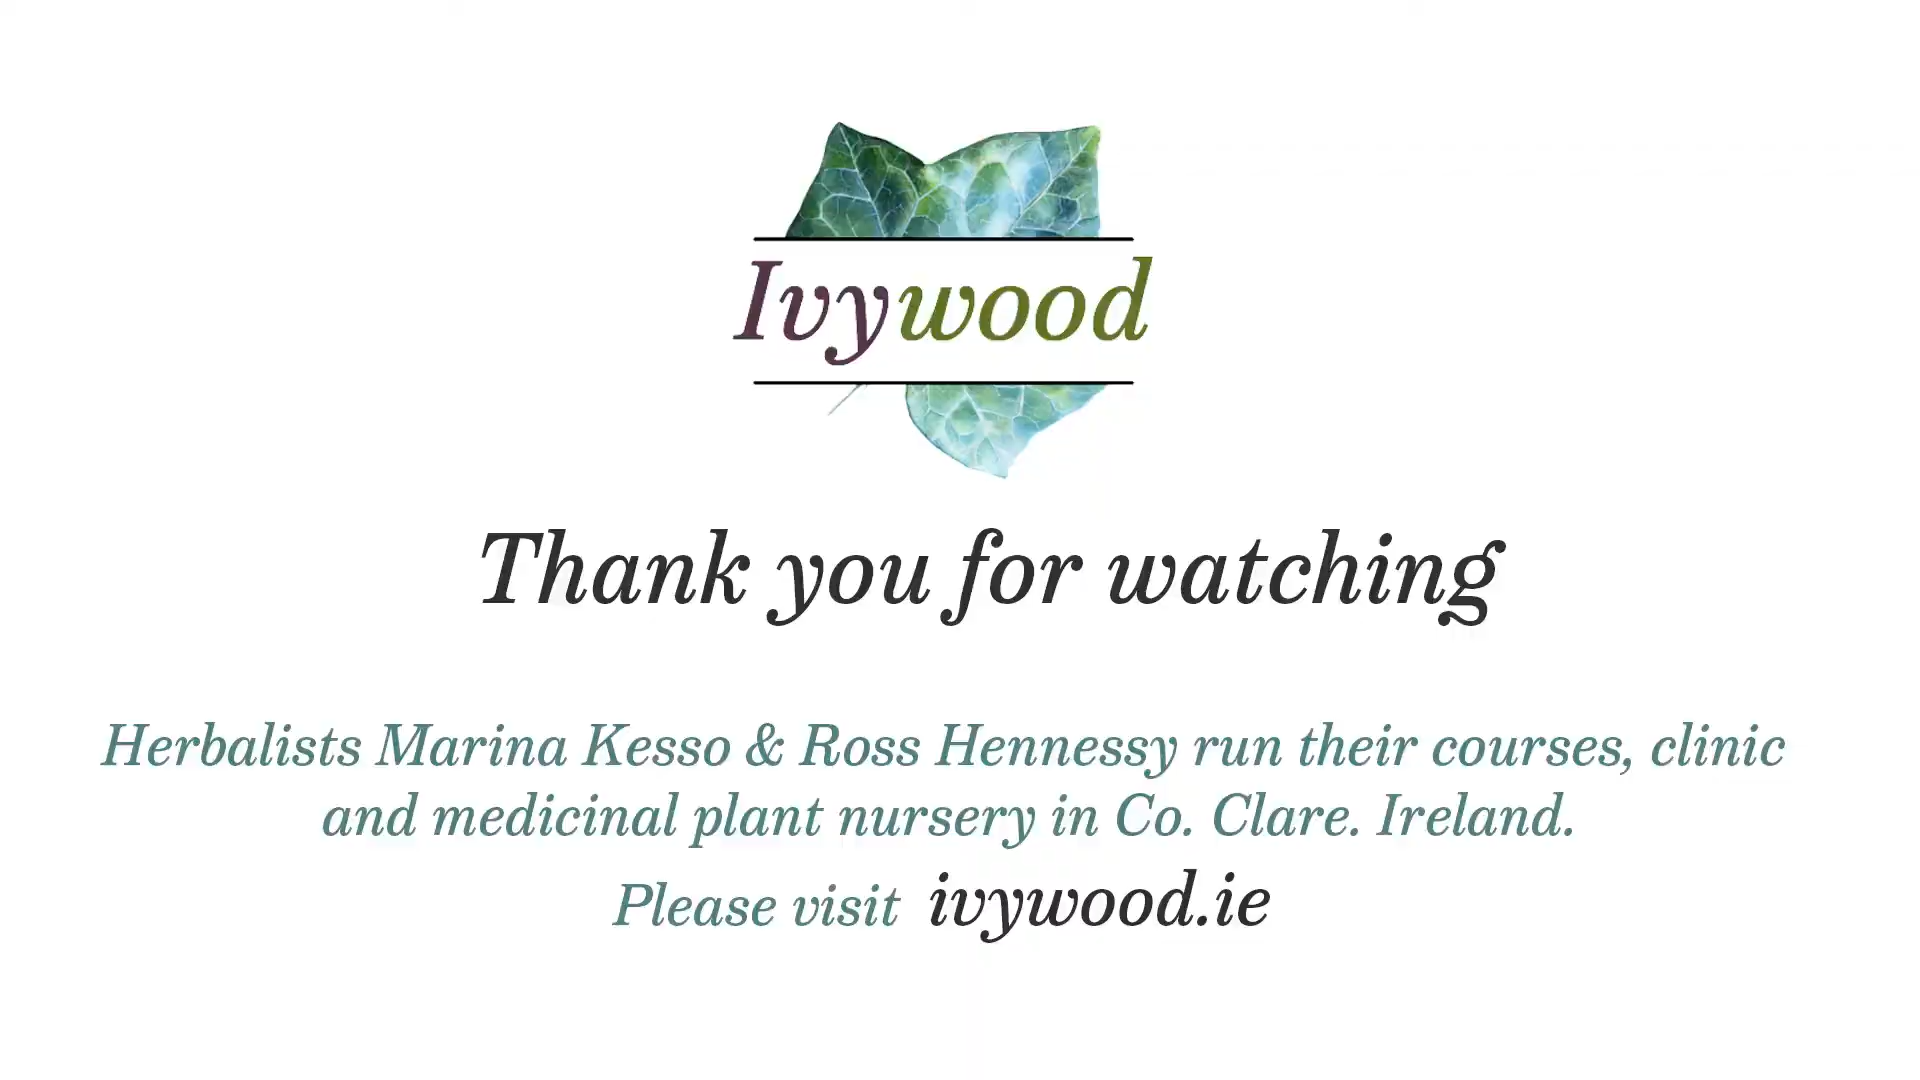 Ivywood
Thank you for watching
Herbalists Marina Kesso & Ross Hennessy run their courses, clinic
and medicinal plant nursery in Co. Clare. Ireland.
Please visit ivywood.ie